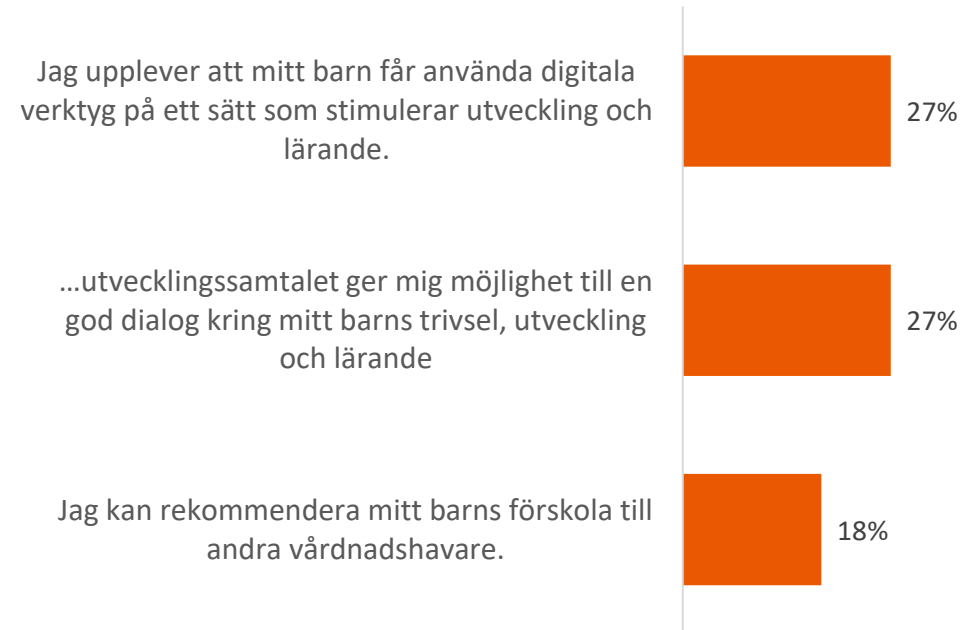 Jag upplever att mitt barn får använda digitala
verktyg på ett sätt som stimulerar utveckling och
lärande.
27%
...utvecklingssamtalet ger mig möjlighet till en
god dialog kring mitt barns trivsel, utveckling
och lärande
27%
Jag kan rekommendera mitt barns förskola till
andra vårdnadshavare.
18%